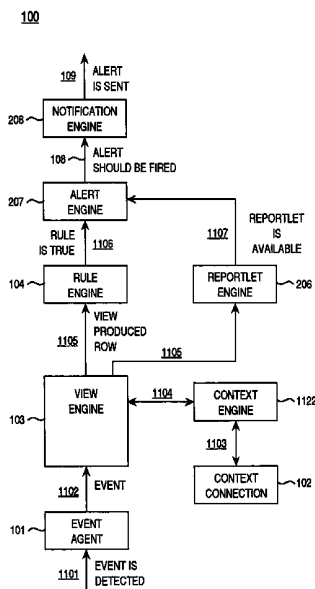 100
109
ALERT
IS SENT
NOTIFICATION
ENGINE
208
108
ALERT
SHOULD BE FIRED
ALERT
ENGINE
207
RULE
IS TRUE
1106
1107
REPORTLET
IS
AVAILABLE
104
RULE
ENGINE
REPORTLET
ENGINE
206
1105
VIEW
PRODUCED
ROW
1105
VIEW
ENGINE
103
1104
CONTEXT
ENGINE
1122
1103
CONTEXT
CONNECTION
102
1102
EVENT
101
EVENT
AGENT
1101
EVENT IS
DETECTED